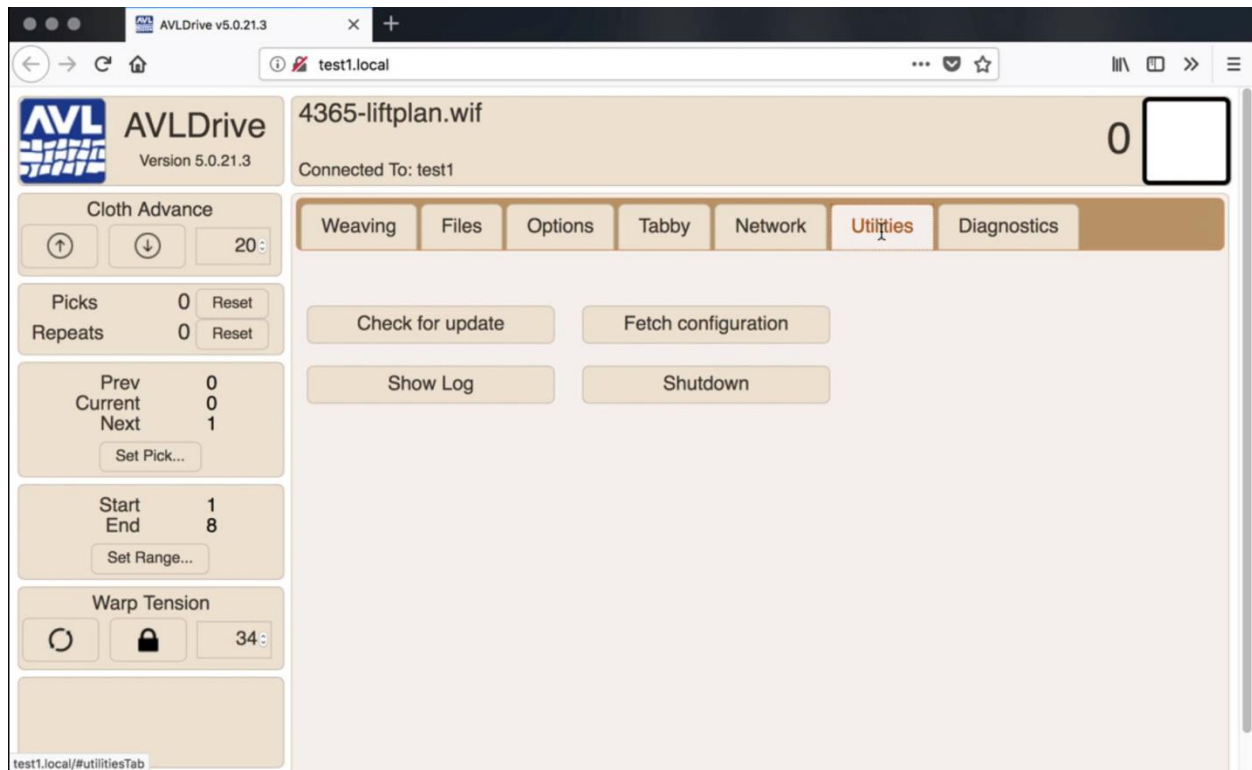 AVLDrive v5.0.21.3
test1.local
AVL
AVLDrive
Version 5.0.21.3
4365-liftplan.wif
Connected To: test1
0
Cloth Advance
20
Weaving Files Options Tabby Network Utilities Diagnostics
Picks 0 Reset
Repeats 0 Reset
Check for update Fetch configuration
Show Log Shutdown
Prev 0
Current 0
Next 1
Set Pick...
Start 1
End 8
Set Range...
Warp Tension
34
test1.local/#utilitiesTab